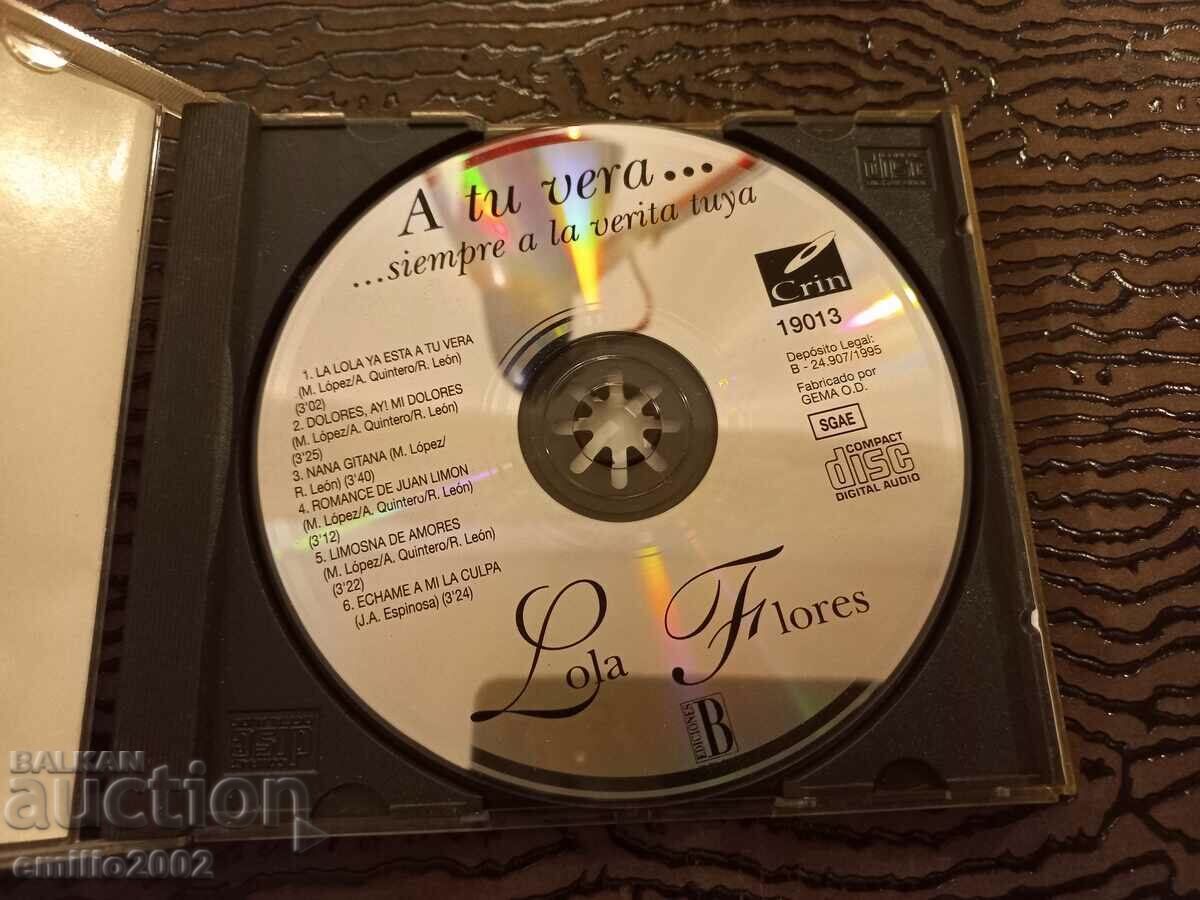 A tu vera...
...siempre a la verita tuya
1. LA LOLA YA ESTA A TU VERA
(M. López/A. Quintero/R. León)
(3'02)
2. DOLORES, AY! MI DOLORES
(M. López/A. Quintero/R. León)
(3'25)
3. NANA GITANA (M. López/
R. León) (3'40)
4. ROMANCE DE JUAN LIMON
(M. López/A. Quintero/R. León)
(3'12)
5. LIMOSNA DE AMORES
(M. López/A. Quintero/R. León)
(3'22)
6. ECHAME A MI LA CULPA
(J.A. Espinosa) (3'24)
Crin
19013
Depósito Legal:
B - 24.907/1995
Fabricado por
GEMA O.D.
SGAE
COMPACT
disc
DIGITAL AUDIO
Lola Flores
EDICIONES B
disc
disc
BALKAN
auction
emilio2002